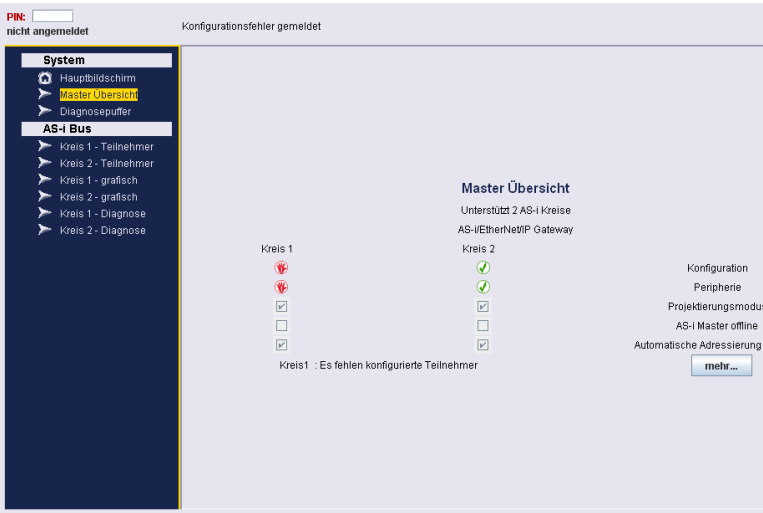 PIN:
nicht angemeldet
Konfigurationsfehler gemeldet
System
Hauptbildschirm
Master Übersicht
Diagnosepuffer
AS-i Bus
Kreis 1 - Teilnehmer
Kreis 2 - Teilnehmer
Kreis 1 - grafisch
Kreis 2 - grafisch
Kreis 1 - Diagnose
Kreis 2 - Diagnose
Master Übersicht
Unterstützt 2 AS-i Kreise
AS-i/EtherNet/IP Gateway
Kreis 1 Kreis 2
Konfiguration
Peripherie
Projektierungsmodus
AS-i Master offline
Automatische Adressierung
Kreis1 : Es fehlen konfigurierte Teilnehmer
mehr...